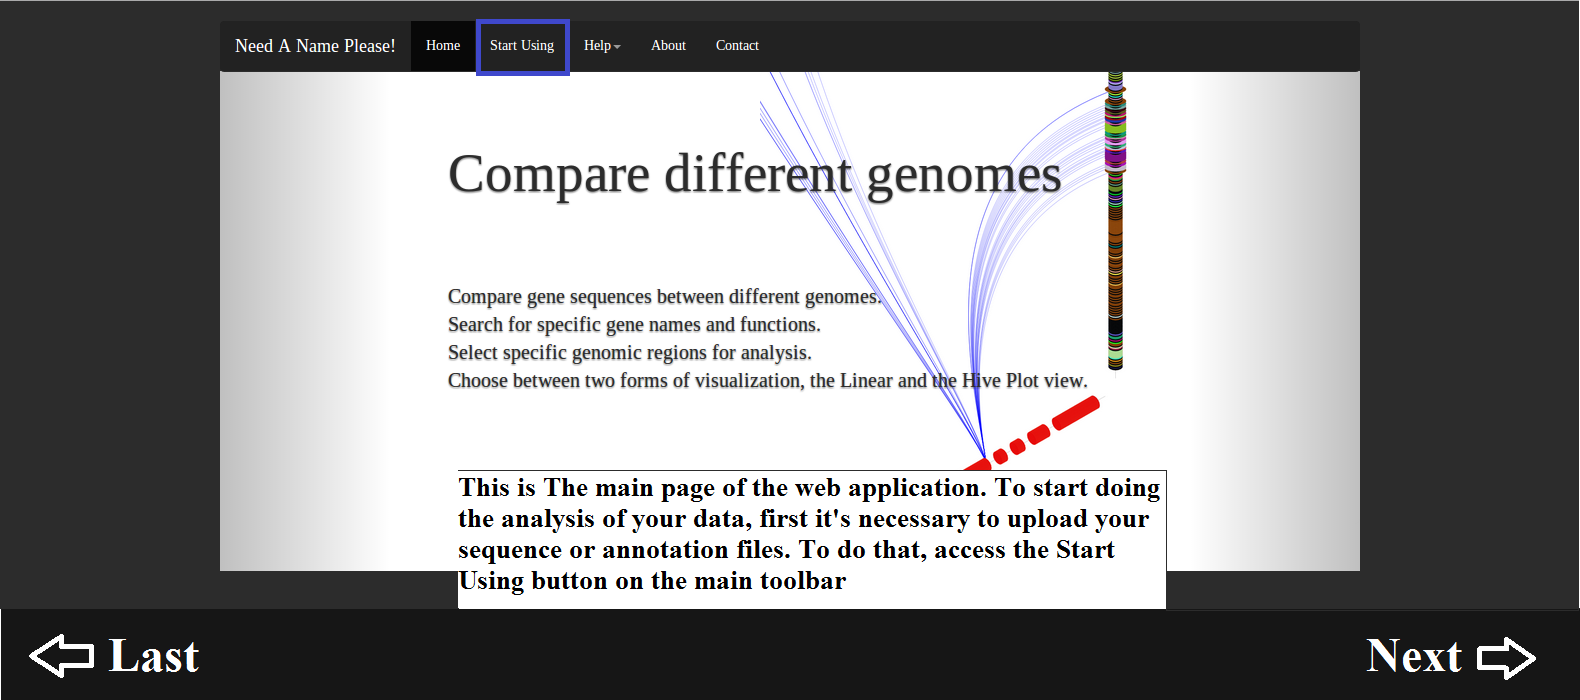 Need A Name Please! Home Start Using Help About Contact
Compare different genomes
Compare gene sequences between different genomes.
Search for specific gene names and functions.
Select specific genomic regions for analysis.
Choose between two forms of visualization, the Linear and the Hive Plot view.
This is The main page of the web application. To start doing
the analysis of your data, first it's necessary to upload your
sequence or annotation files. To do that, access the Start
Using button on the main toolbar
Last Next